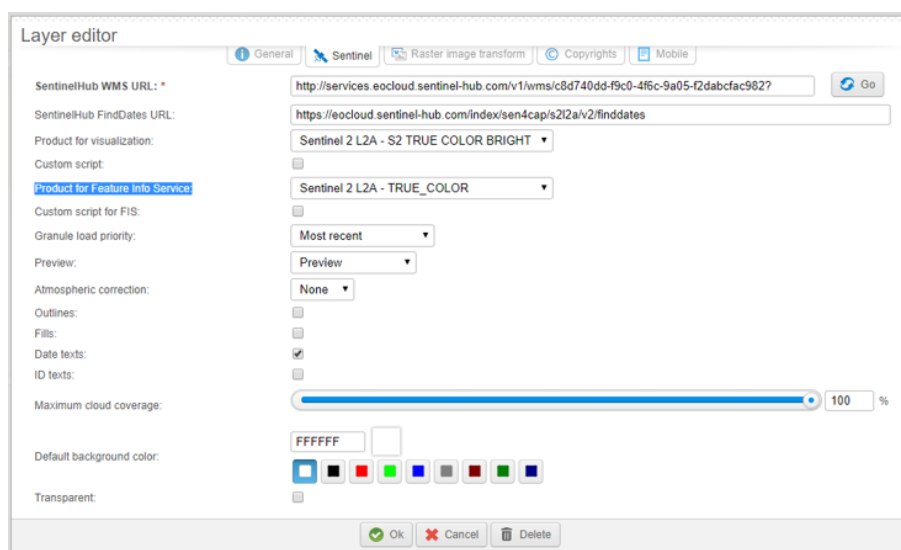 Layer editor
General Sentinel Raster image transform Copyrights Mobile
SentinelHub WMS URL: * http://services.eocloud.sentinel-hub.com/v1/wms/c8d740dd-f9c0-4f6c-9a05-f2dabcfac982? Go
SentinelHub FindDates URL: https://eocloud.sentinel-hub.com/index/sen4cap/s2l2a/v2/finddates
Product for visualization: Sentinel 2 L2A - S2 TRUE COLOR BRIGHT
Custom script:
Product for Feature Info Service: Sentinel 2 L2A - TRUE_COLOR
Custom script for FIS:
Granule load priority: Most recent
Preview: Preview
Atmospheric correction: None
Outlines:
Fills:
Date texts:
ID texts:
Maximum cloud coverage: 100 %
FFFFFF
Default background color:
Transparent:
Ok Cancel Delete